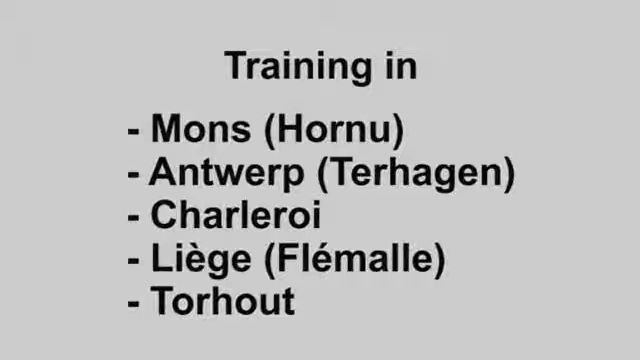 Training in
- Mons (Hornu)
- Antwerp (Terhagen)
- Charleroi
- Liège (Flémalle)
- Torhout